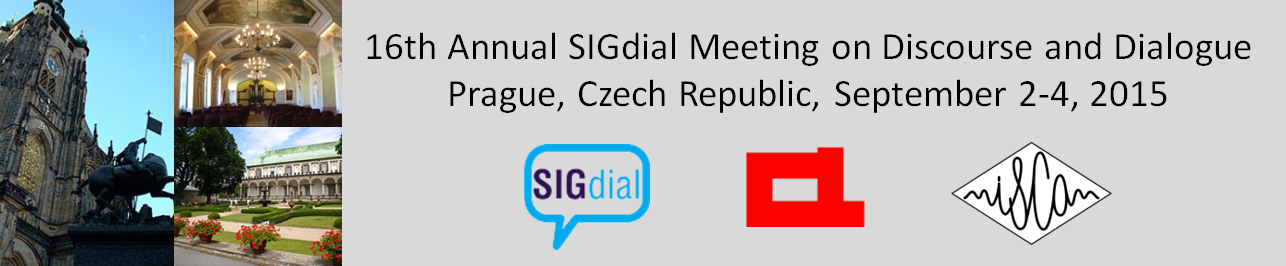 16th Annual SIGdial Meeting on Discourse and Dialogue
Prague, Czech Republic, September 2-4, 2015
SIGdial
iSCa